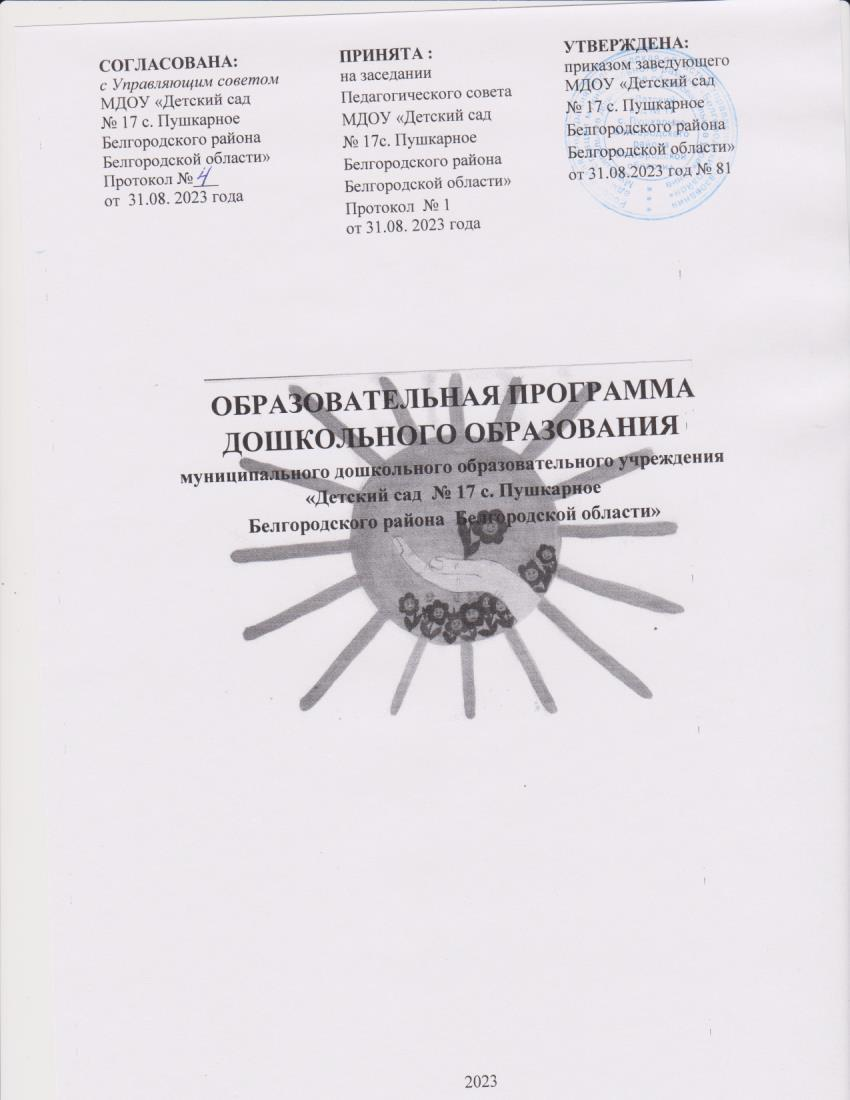 СОГЛАСОВАНА:
с Управляющим советом
МДОУ «Детский сад
№ 17 с. Пушкарное
Белгородского района
Белгородской области»
Протокол № 4
от 31.08. 2023 года
ПРИНЯТА :
на заседании
Педагогического совета
МДОУ «Детский сад
№ 17с. Пушкарное
Белгородского района
Белгородской области»
Протокол № 1
от 31.08. 2023 года
УТВЕРЖДЕНА:
приказом заведующего
МДОУ «Детский сад
№ 17 с. Пушкарное
Белгородского района
Белгородской области»
от 31.08.2023 год № 81
ОБРАЗОВАТЕЛЬНАЯ ПРОГРАММА
ДОШКОЛЬНОГО ОБРАЗОВАНИЯ
муниципального дошкольного образовательного учреждения
«Детский сад № 17 с. Пушкарное
Белгородского района Белгородской области»
2023